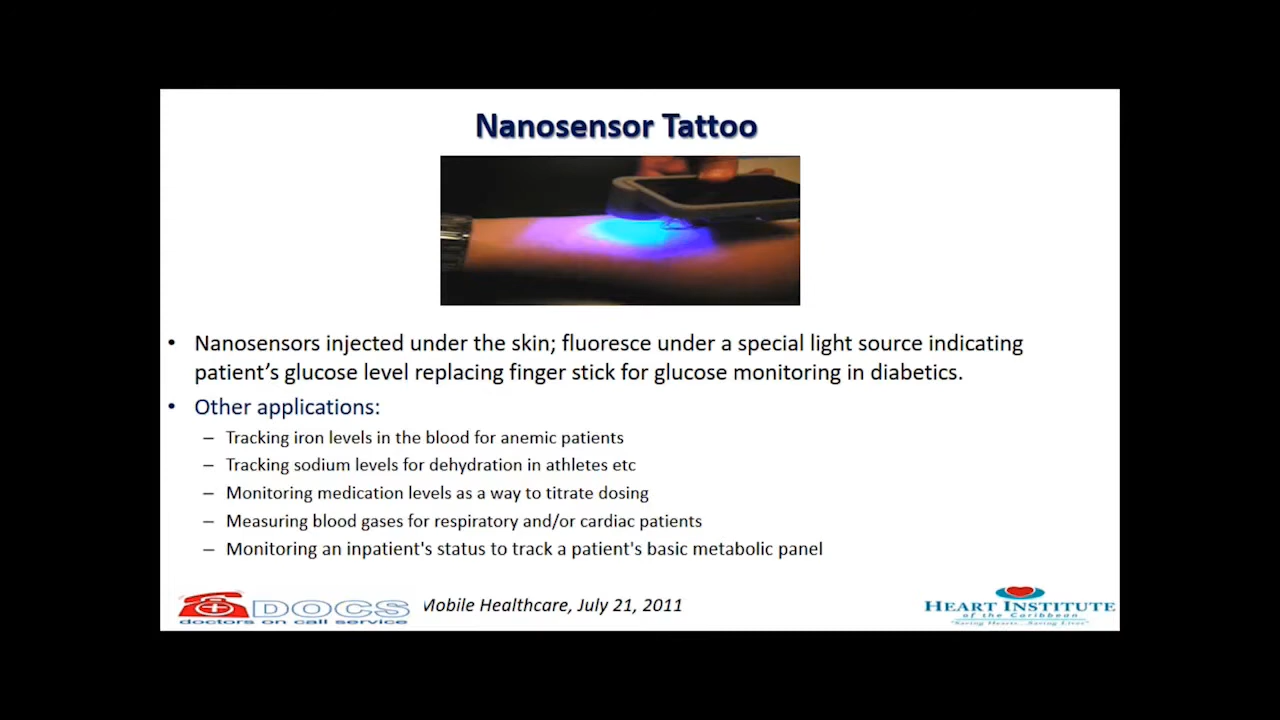 Nanosensor Tattoo
• Nanosensors injected under the skin; fluoresce under a special light source indicating
patient’s glucose level replacing finger stick for glucose monitoring in diabetics.
• Other applications:
– Tracking iron levels in the blood for anemic patients
– Tracking sodium levels for dehydration in athletes etc
– Monitoring medication levels as a way to titrate dosing
– Measuring blood gases for respiratory and/or cardiac patients
– Monitoring an inpatient's status to track a patient's basic metabolic panel
DOCS
doctors on call service
Mobile Healthcare, July 21, 2011
HEART INSTITUTE
of the Caribbean
"Saving Hearts...Saving Lives"